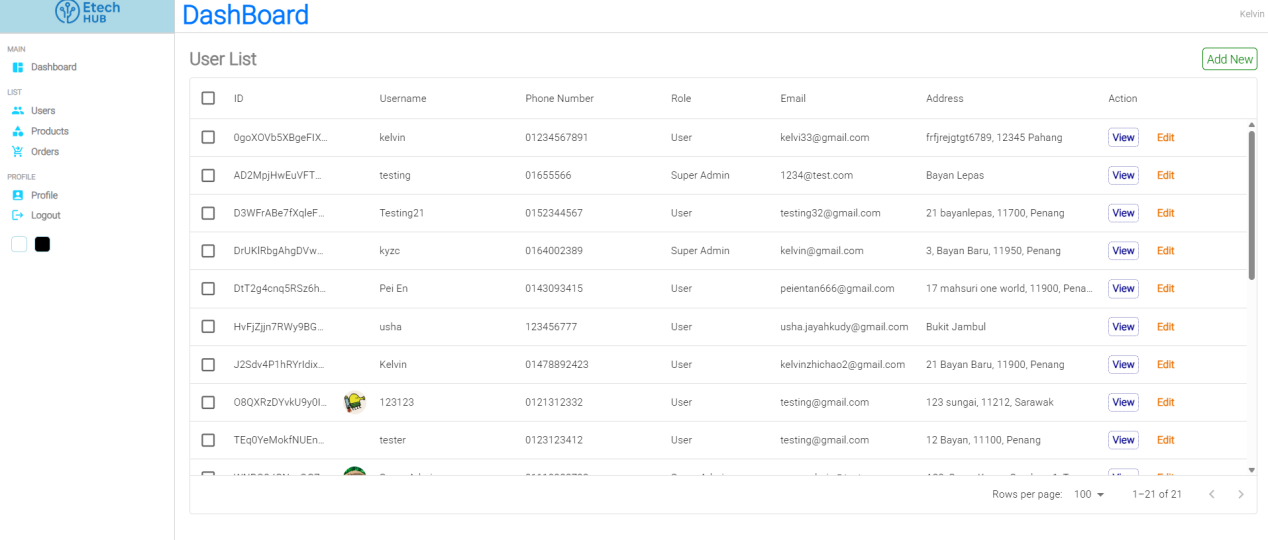 Etech
HUB
DashBoard
Kelvin
MAIN
Dashboard
LIST
Users
Products
Orders
PROFILE
Profile
Logout
User List
Add New
ID Username Phone Number Role Email Address Action
0goXOVb5XBgeFIX... kelvin 01234567891 User kelvi33@gmail.com frfjrejgtgt6789, 12345 Pahang View Edit
AD2MpjHwEuVFT... testing 01655566 Super Admin 1234@test.com Bayan Lepas View Edit
D3WFrABe7fXqleF... Testing21 0152344567 User testing32@gmail.com 21 bayanlepas, 11700, Penang View Edit
DrUKlRbgAhgDVw... kyzc 0164002389 Super Admin kelvin@gmail.com 3, Bayan Baru, 11950, Penang View Edit
DtT2g4cnq5RSz6h... Pei En 0143093415 User peientan666@gmail.com 17 mahsuri one world, 11900, Pena... View Edit
HvFjZjjn7RWy9BG... usha 123456777 User usha.jayahkudy@gmail.com Bukit Jambul View Edit
J2Sdv4P1hRYrIdix... Kelvin 01478892423 User kelvinzhichao2@gmail.com 21 Bayan Baru, 11900, Penang View Edit
O8QXRzDYvkU9y0I... 123123 0121312332 User testing@gmail.com 123 sungai, 11212, Sarawak View Edit
TEq0YeMokfNUEn... tester 0123123412 User testing@gmail.com 12 Bayan, 11100, Penang View Edit
Rows per page: 100 1–21 of 21